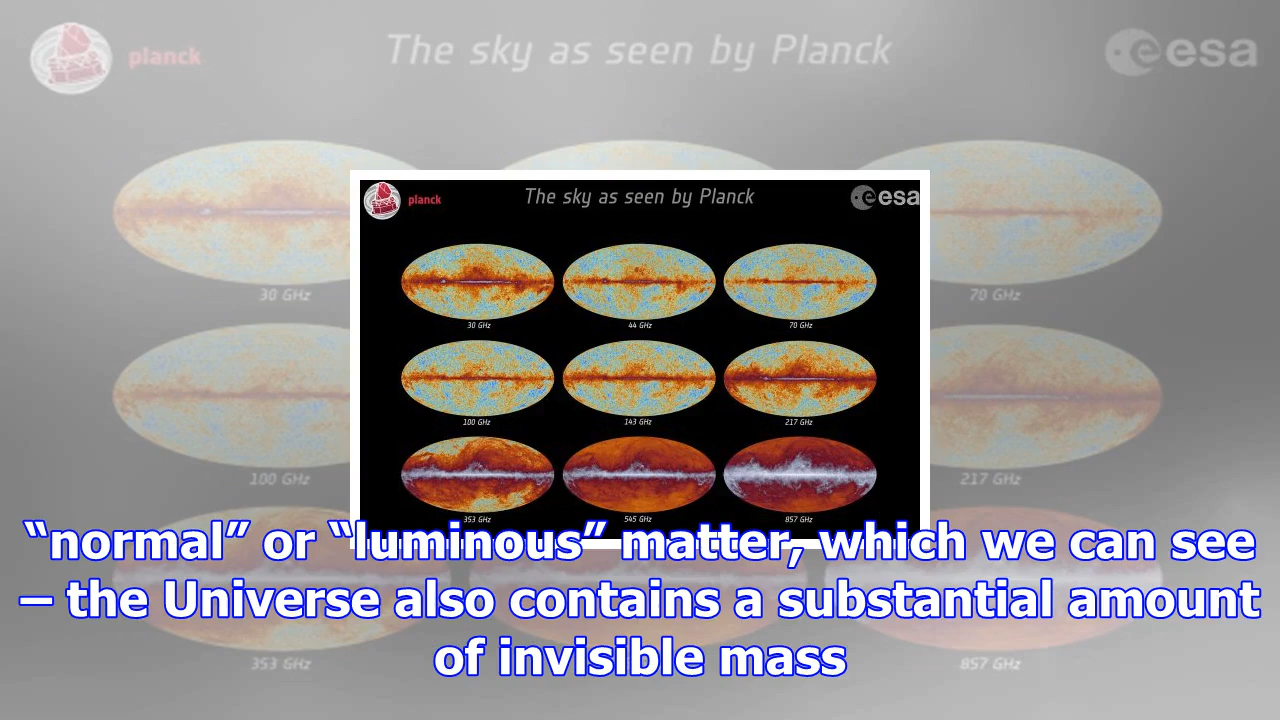 planck
The sky as seen by Planck
esa
30 GHz
70 GHz
100 GHz
217 GHz
353 GHz
857 GHz
planck
The sky as seen by Planck
esa
30 GHz
44 GHz
70 GHz
100 GHz
143 GHz
217 GHz
353 GHz
545 GHz
857 GHz
“normal” or “luminous” matter, which we can see
– the Universe also contains a substantial amount
of invisible mass